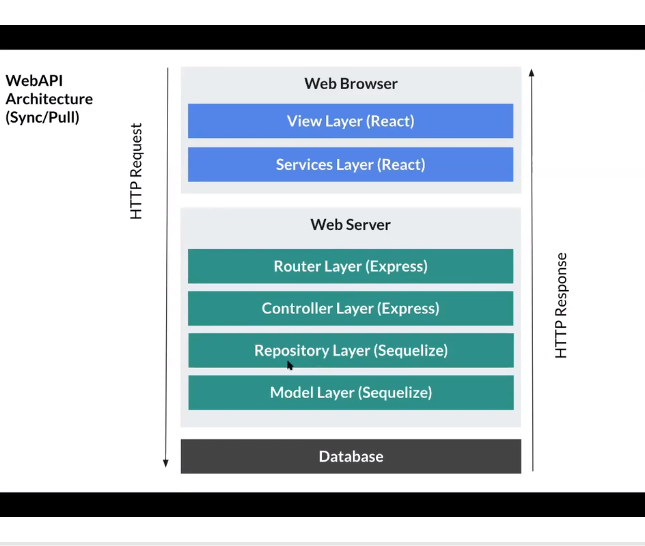 WebAPI
Architecture
(Sync/Pull)
HTTP Request
Web Browser
View Layer (React)
Services Layer (React)
Web Server
Router Layer (Express)
Controller Layer (Express)
Repository Layer (Sequelize)
Model Layer (Sequelize)
Database
HTTP Response